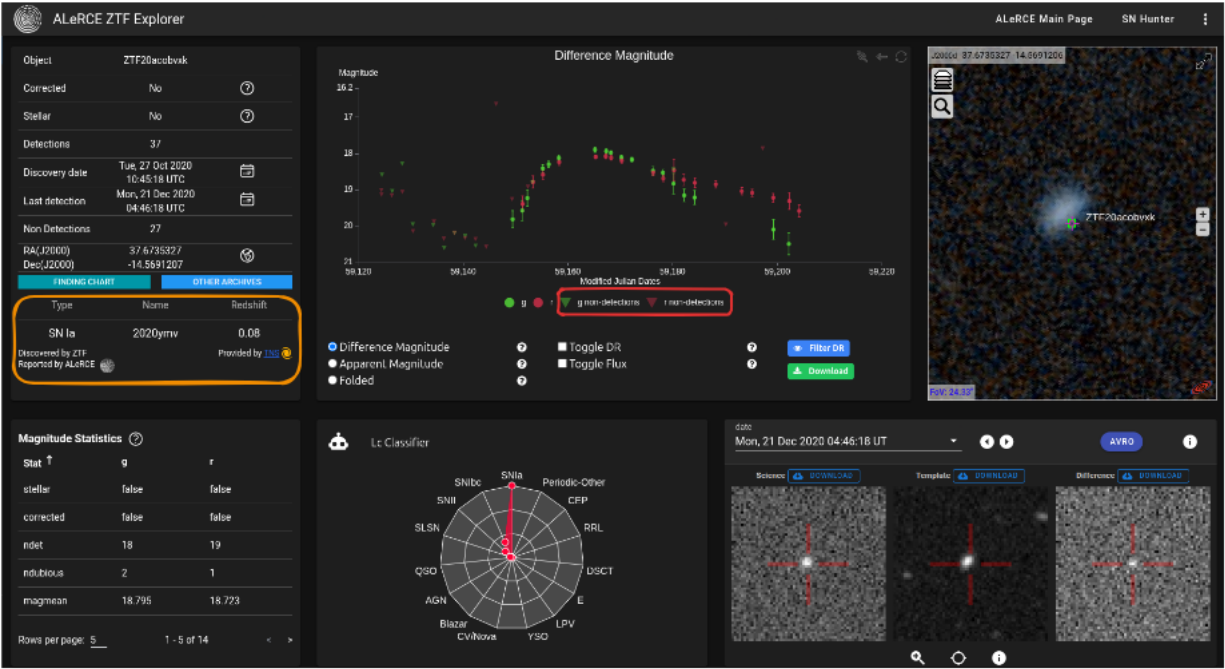 ALeRCE ZTF Explorer
ALeRCE Main Page SN Hunter
Object ZTF20acobvxk
Corrected No
Stellar No
Detections 37
Discovery date Tue, 27 Oct 2020 10:45:18 UTC
Last detection Mon, 21 Dec 2020 04:46:18 UTC
Non Detections 27
RA(J2000) 37.6735327
Dec(J2000) -14.5691207
FINDING CHART OTHER ARCHIVES
Type Name Redshift
SN Ia 2020ymv 0.08
Discovered by ZTF
Reported by ALeRCE
Provided by TNS
Difference Magnitude
Magnitude
16.2
17
18
19
20
21
59,120 59,140 59,160 59,180 59,200 59,220
Modified Julian Dates
g r g non-detections r non-detections
Difference Magnitude Toggle DR Filter DR
Apparent Magnitude Toggle Flux Download
Folded
J2000d 37.6735327 -14.5691206
ZTF20acobvxk
FoV: 24.13"
Magnitude Statistics
Stat g r
stellar false false
corrected false false
ndet 18 19
ndubious 2 1
magmean 18.795 18.723
Rows per page: 5 1 - 5 of 14
Lc Classifier
SNIa
Periodic-Other
CEP
RRL
DSCT
E
LPV
YSO
CV/Nova
Blazar
AGN
QSO
SLSN
SNII
SNIbc
date
Mon, 21 Dec 2020 04:46:18 UT
AVRO
Science DOWNLOAD Template DOWNLOAD Difference DOWNLOAD